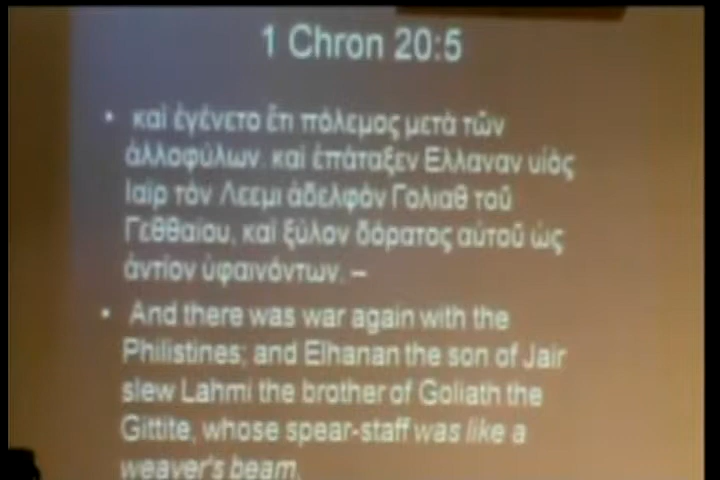 1 Chron 20:5
• καὶ ἐγένετο ἔτι πόλεμος μετὰ τῶν
ἀλλοφύλων. καὶ ἐπάταξεν Ελλαναν υἱὸς
Ιαϊρ τὸν Λεεμι ἀδελφὸν Γολιαθ τοῦ
Γεθθαίου, καὶ ξύλον δόρατος αὐτοῦ ὡς
ἀντίον ὑφαινόντων. –
• And there was war again with the
Philistines; and Elhanan the son of Jair
slew Lahmi the brother of Goliath the
Gittite, whose spear-staff was like a
weaver's beam.